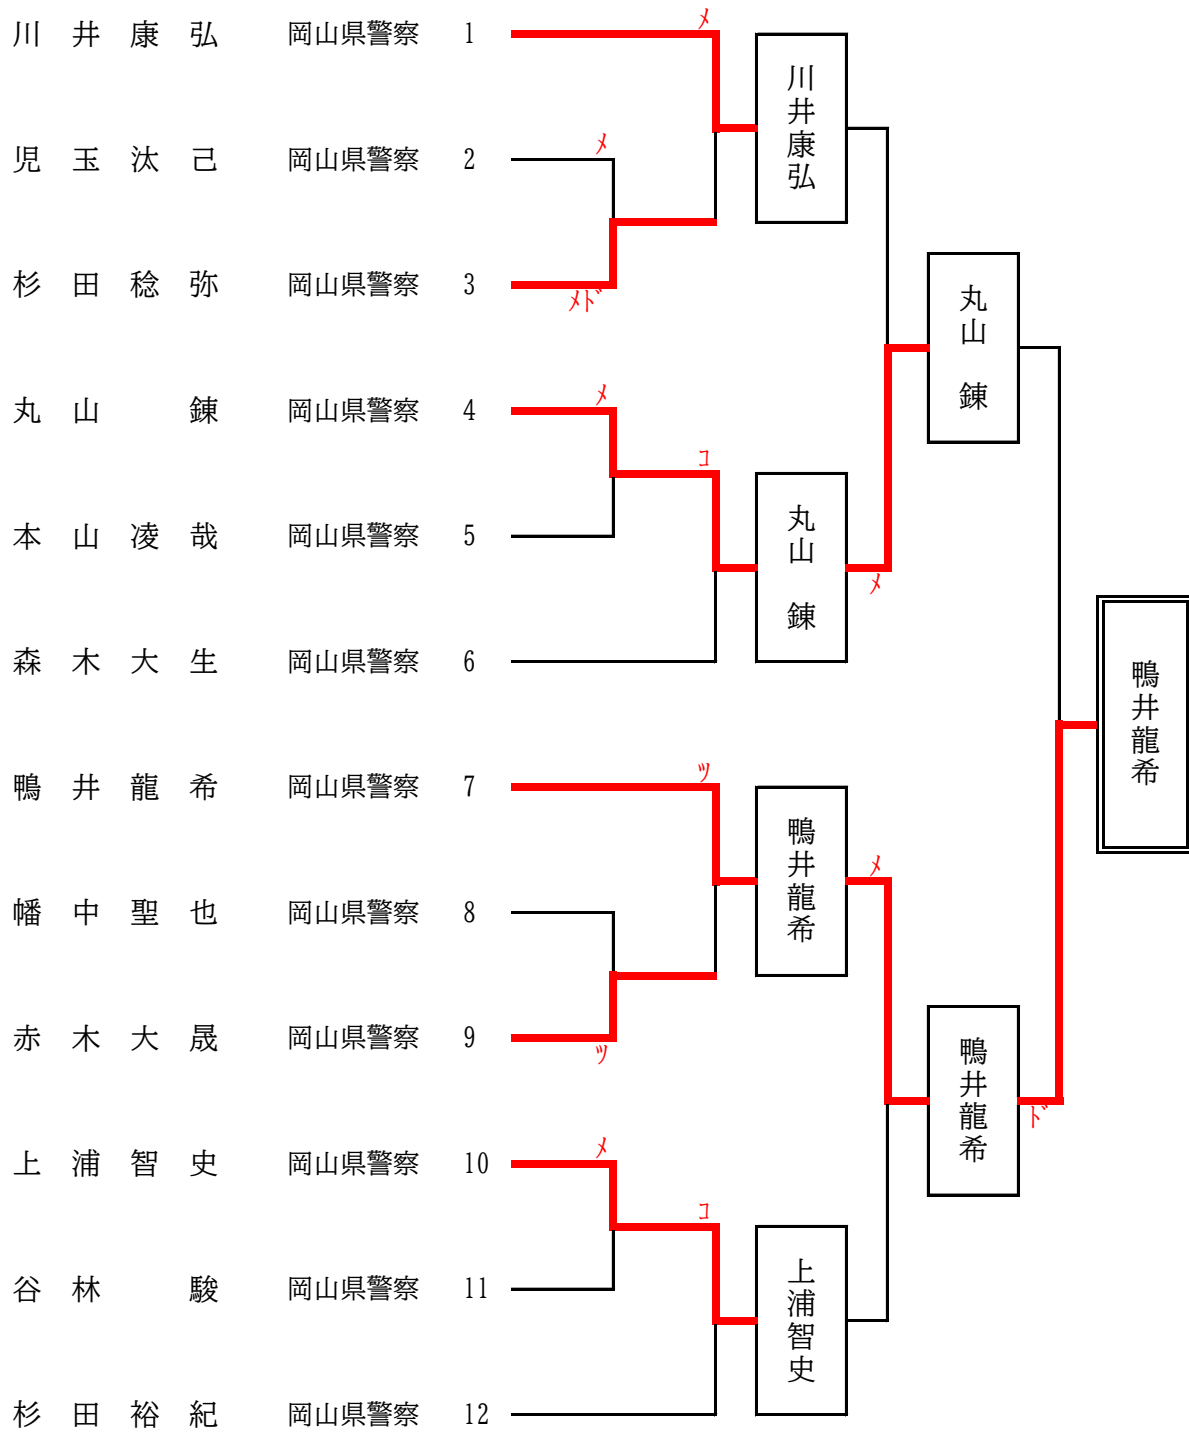 川井康弘 岡山県警察 1
児玉汰己 岡山県警察 2
杉田稔弥 岡山県警察 3
丸山 錬 岡山県警察 4
本山凌哉 岡山県警察 5
森木大生 岡山県警察 6
鴨井龍希 岡山県警察 7
幡中聖也 岡山県警察 8
赤木大晟 岡山県警察 9
上浦智史 岡山県警察 10
谷林 駿 岡山県警察 11
杉田裕紀 岡山県警察 12
ﾒ
ﾒﾄﾞ
ﾒ
ﾂ
ﾒ
ﾒ
ｺ
ﾂ
ｺ
川井康弘
丸山 錬
鴨井龍希
上浦智史
ﾒ
ﾒ
丸山 錬
鴨井龍希
ﾄﾞ
鴨井龍希